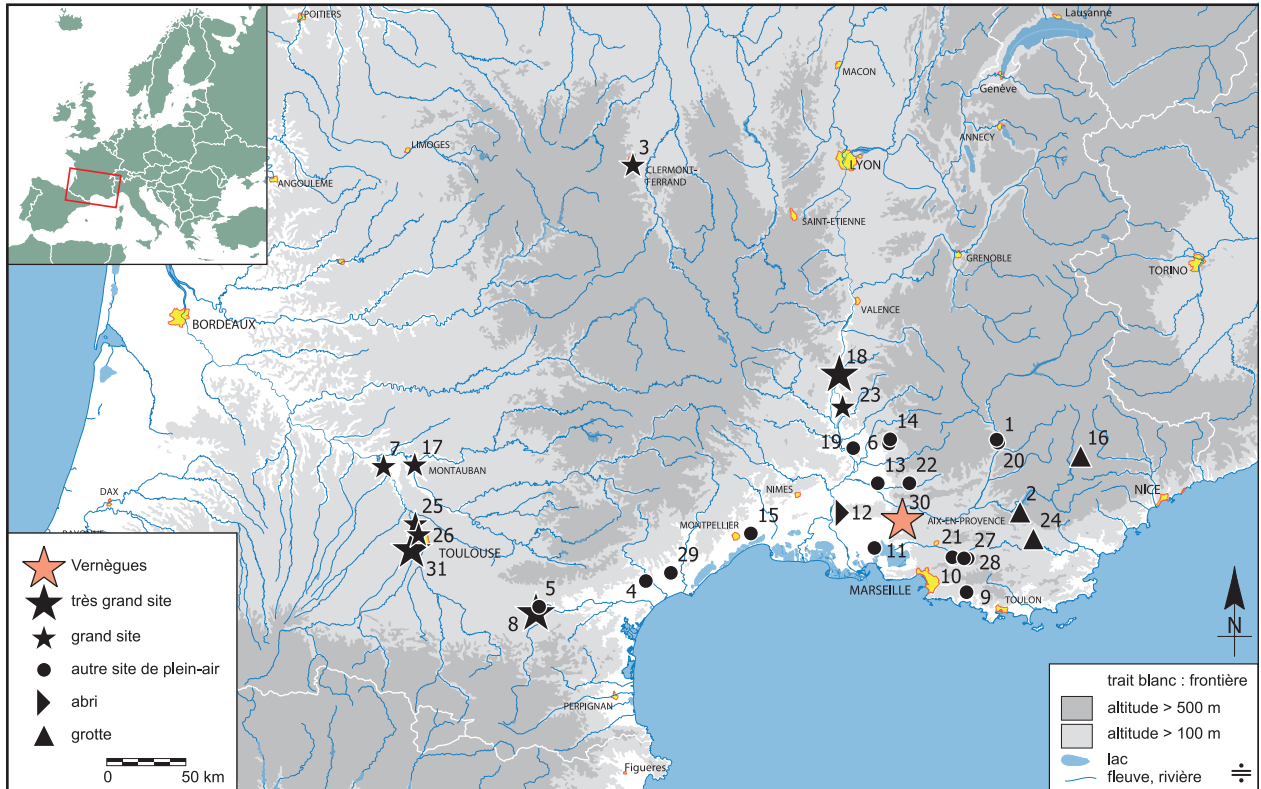 POITIERS
Lausanne
MACON
Genève
LIMOGES
3
ANNECY
CLERMONT-
FERRAND
LYON
ANGOULEME
SAINT-ETIENNE
GRENOBLE
TORINO
VALENCE
BORDEAUX
18
23
14
1
7
17
19
6
16
MONTAUBAN
20
13
22
DAX
NIMES
NICE
25
12
30
2
26
MONTPELLIER
15
AIX-EN-PROVENCE
24
TOULOUSE
21
27
31
29
11
28
5
4
MARSEILLE
10
9
TOULON
8
N
PERPIGNAN
Figueres
Vernègues
très grand site
grand site
autre site de plein-air
abri
grotte
0 50 km
trait blanc : frontière
altitude > 500 m
altitude > 100 m
lac
fleuve, rivière